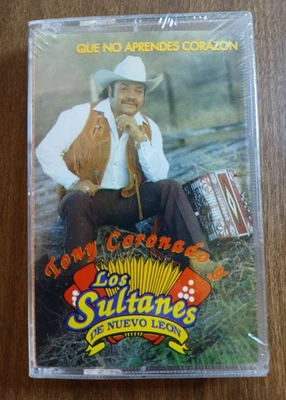 QUE NO APRENDES CORAZON
Tony Coronado
y
Los
Sultanes
DE NUEVO LEON